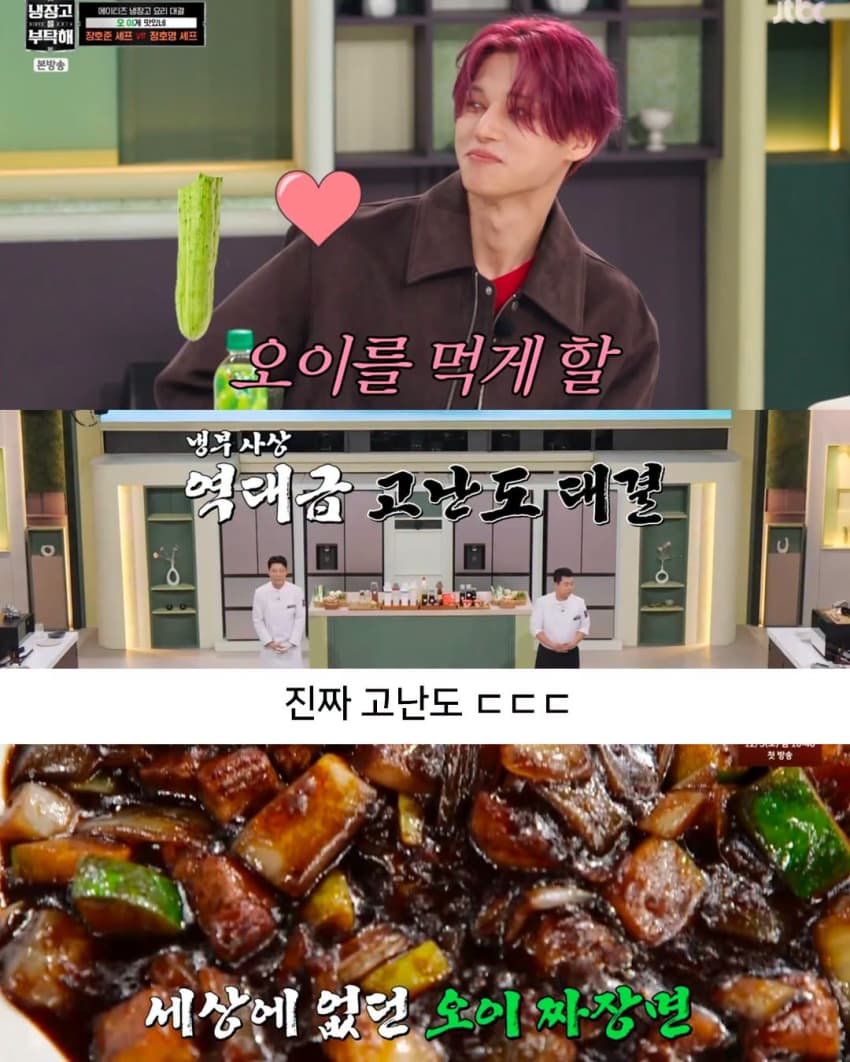 냉장고
SINCE 2014
를
부탁해
본방송
에이티즈 냉장고 요리 대결
오 이게 맛있네
장호준 셰프 VS 정호영 셰프
jtbc
오이를 먹게 할
냉부 사상
역대급 고난도 대결
진짜 고난도 ㄷㄷㄷ
첫 방송
세상에 없던 오이 짜장면